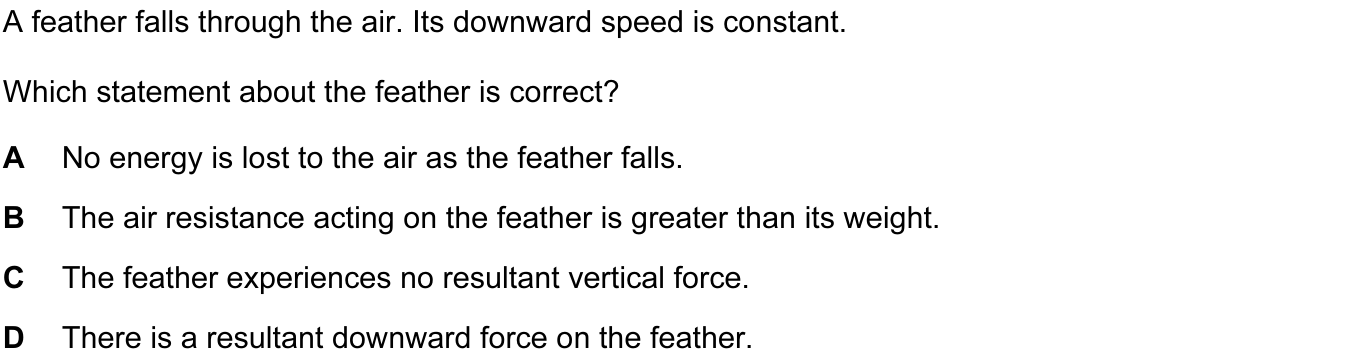 A feather falls through the air. Its downward speed is constant.
Which statement about the feather is correct?
A No energy is lost to the air as the feather falls.
B The air resistance acting on the feather is greater than its weight.
C The feather experiences no resultant vertical force.
D There is a resultant downward force on the feather.